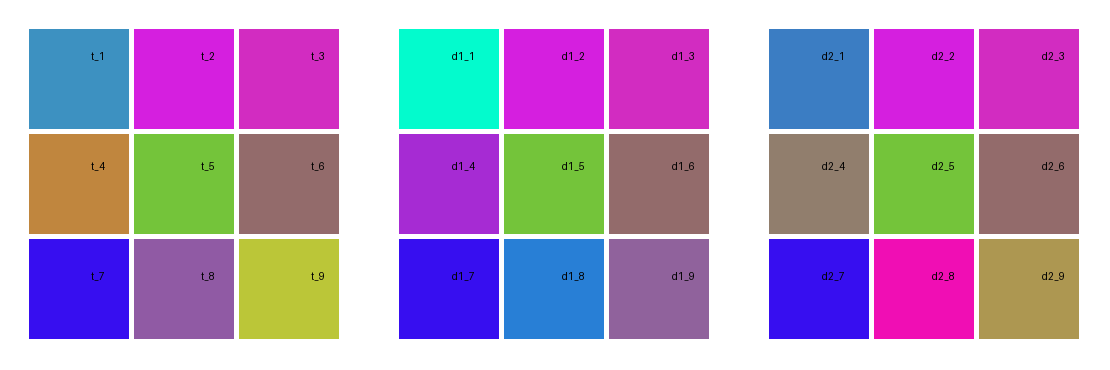 t_1 t_2 t_3 d1_1 d1_2 d1_3 d2_1 d2_2 d2_3
t_4 t_5 t_6 d1_4 d1_5 d1_6 d2_4 d2_5 d2_6
t_7 t_8 t_9 d1_7 d1_8 d1_9 d2_7 d2_8 d2_9